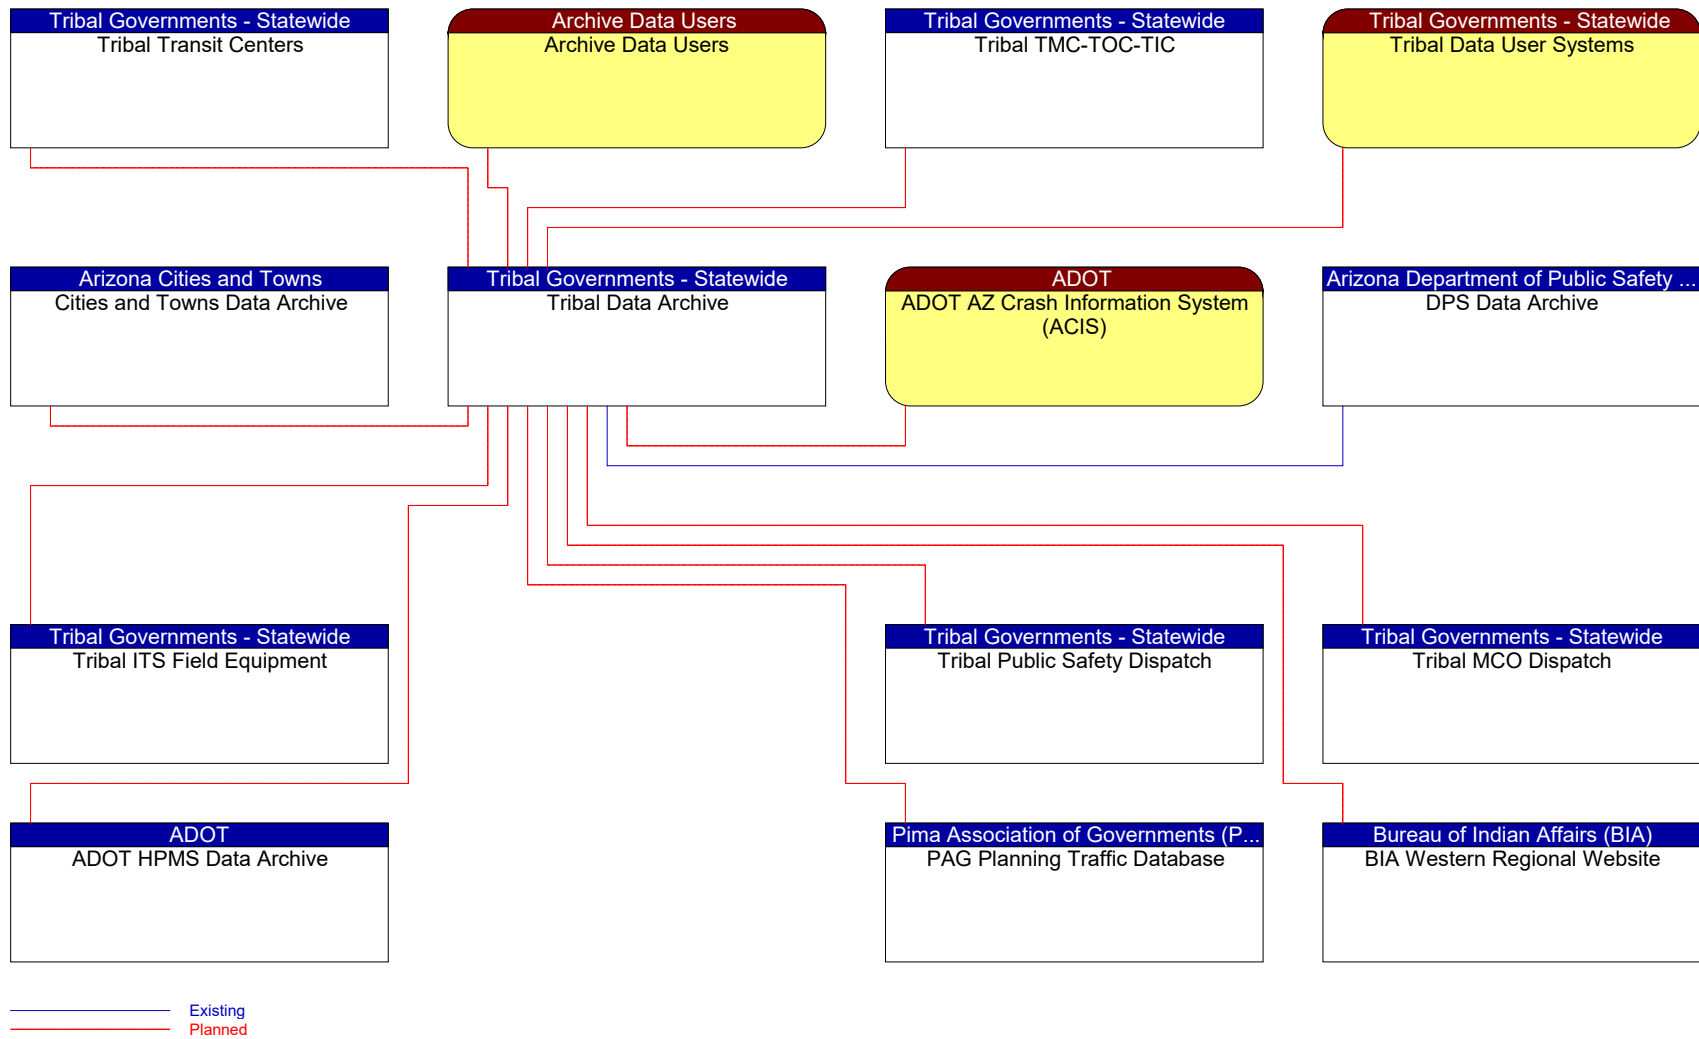 Tribal Governments - Statewide
Tribal Transit Centers
Archive Data Users
Archive Data Users
Tribal Governments - Statewide
Tribal TMC-TOC-TIC
Tribal Governments - Statewide
Tribal Data User Systems
Arizona Cities and Towns
Cities and Towns Data Archive
Tribal Governments - Statewide
Tribal Data Archive
ADOT
ADOT AZ Crash Information System
(ACIS)
Arizona Department of Public Safety ...
DPS Data Archive
Tribal Governments - Statewide
Tribal ITS Field Equipment
Tribal Governments - Statewide
Tribal Public Safety Dispatch
Tribal Governments - Statewide
Tribal MCO Dispatch
ADOT
ADOT HPMS Data Archive
Pima Association of Governments (P...
PAG Planning Traffic Database
Bureau of Indian Affairs (BIA)
BIA Western Regional Website
Existing
Planned